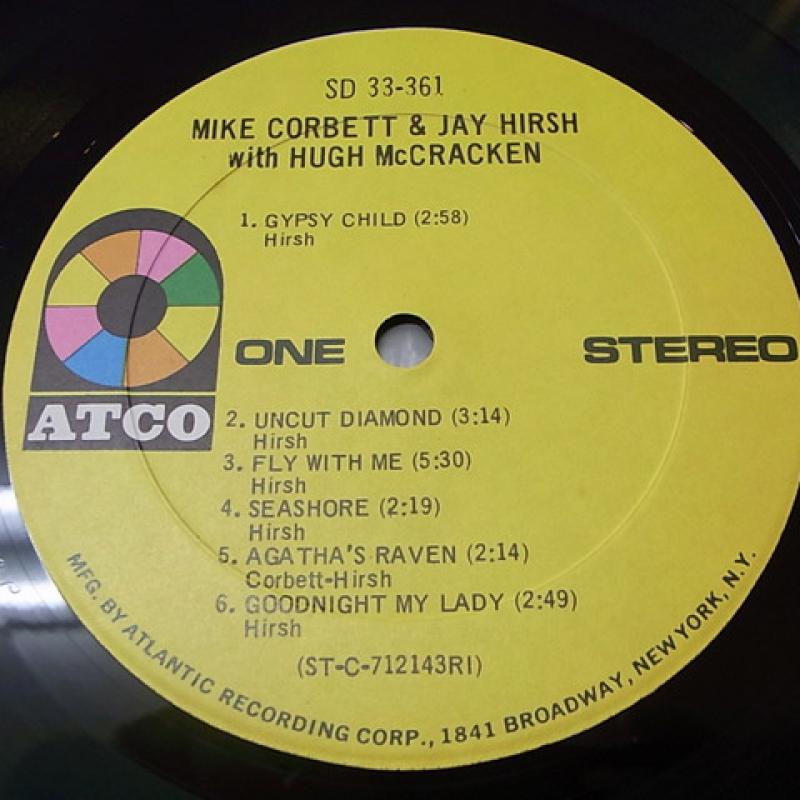 SD 33-361
MIKE CORBETT & JAY HIRSH
with HUGH McCRACKEN
1. GYPSY CHILD (2:58)
Hirsh
ONE
STEREO
ATCO
2. UNCUT DIAMOND (3:14)
Hirsh
3. FLY WITH ME (5:30)
Hirsh
4. SEASHORE (2:19)
Hirsh
5. AGATHA'S RAVEN (2:14)
Corbett-Hirsh
6. GOODNIGHT MY LADY (2:49)
Hirsh
(ST-C-712143RI)
MFG. BY ATLANTIC RECORDING CORP., 1841 BROADWAY, NEW YORK, N.Y.